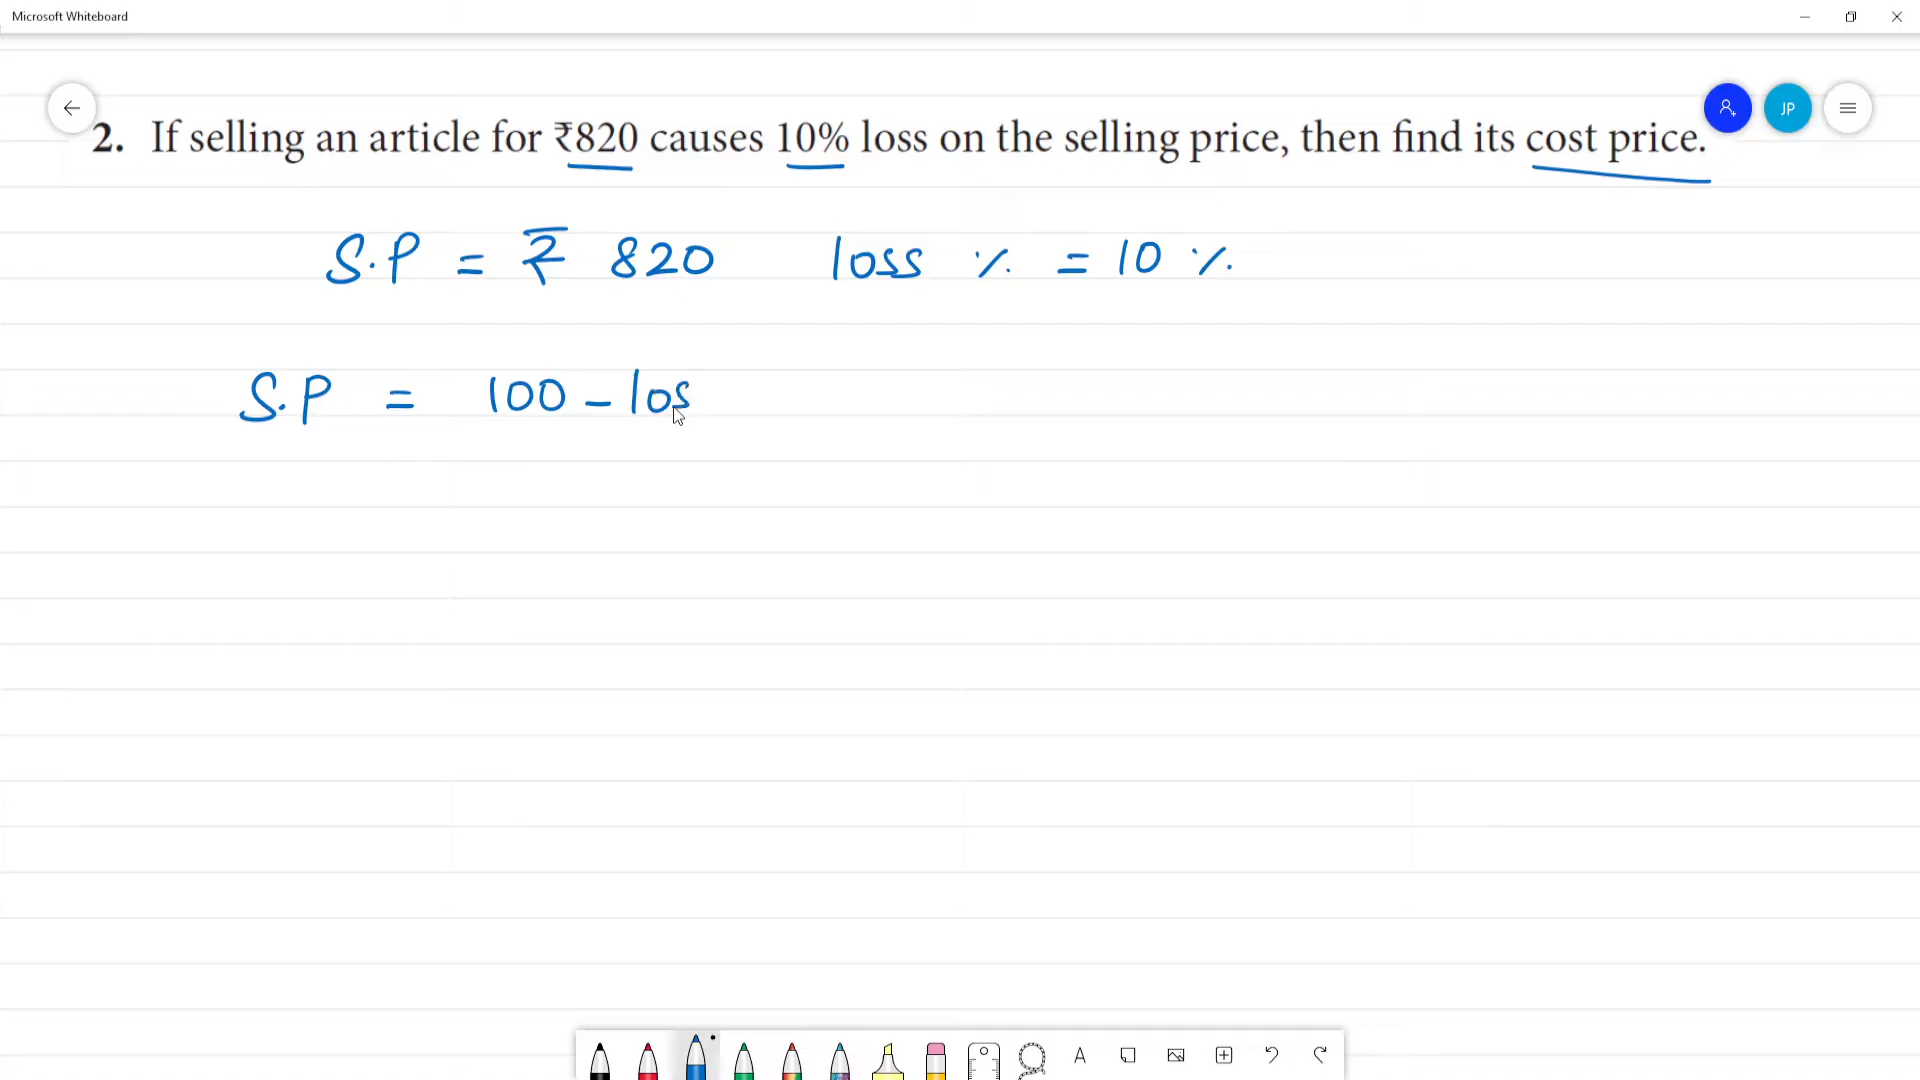 Microsoft Whiteboard
2. If selling an article for ₹820 causes 10% loss on the selling price, then find its cost price.
JP
S.P = ₹ 820 loss % = 10 %
S.P = 100 - los
A